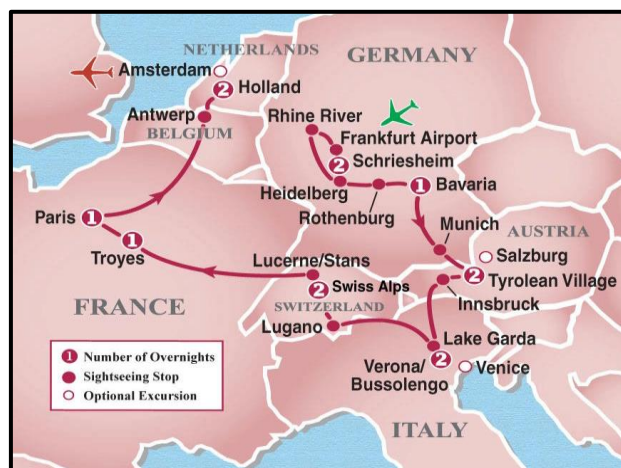 NETHERLANDS
Amsterdam
2 Holland
GERMANY
Antwerp
BELGIUM
Rhine River
Frankfurt Airport
2 Schriesheim
Heidelberg
1 Bavaria
Rothenburg
Paris 1
1
Troyes
Munich
AUSTRIA
Salzburg
2 Tyrolean Village
Innsbruck
Lucerne/Stans
2 Swiss Alps
SWITZERLAND
Lugano
FRANCE
Lake Garda
2
Verona/
Bussolengo
Venice
ITALY
1 Number of Overnights
Sightseeing Stop
Optional Excursion